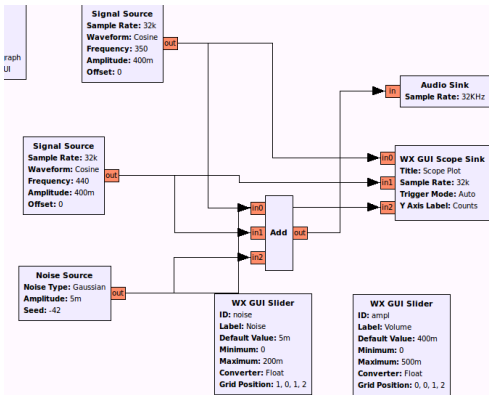 raph
UI
Signal Source
Sample Rate: 32k
Waveform: Cosine
Frequency: 350
Amplitude: 400m
Offset: 0
out
Signal Source
Sample Rate: 32k
Waveform: Cosine
Frequency: 440
Amplitude: 400m
Offset: 0
out
Noise Source
Noise Type: Gaussian
Amplitude: 5m
Seed: -42
out
in0
in1
in2
Add
out
in
Audio Sink
Sample Rate: 32KHz
in0
in1
in2
WX GUI Scope Sink
Title: Scope Plot
Sample Rate: 32k
Trigger Mode: Auto
Y Axis Label: Counts
WX GUI Slider
ID: noise
Label: Noise
Default Value: 5m
Minimum: 0
Maximum: 200m
Converter: Float
Grid Position: 1, 0, 1, 2
WX GUI Slider
ID: ampl
Label: Volume
Default Value: 400m
Minimum: 0
Maximum: 500m
Converter: Float
Grid Position: 0, 0, 1, 2